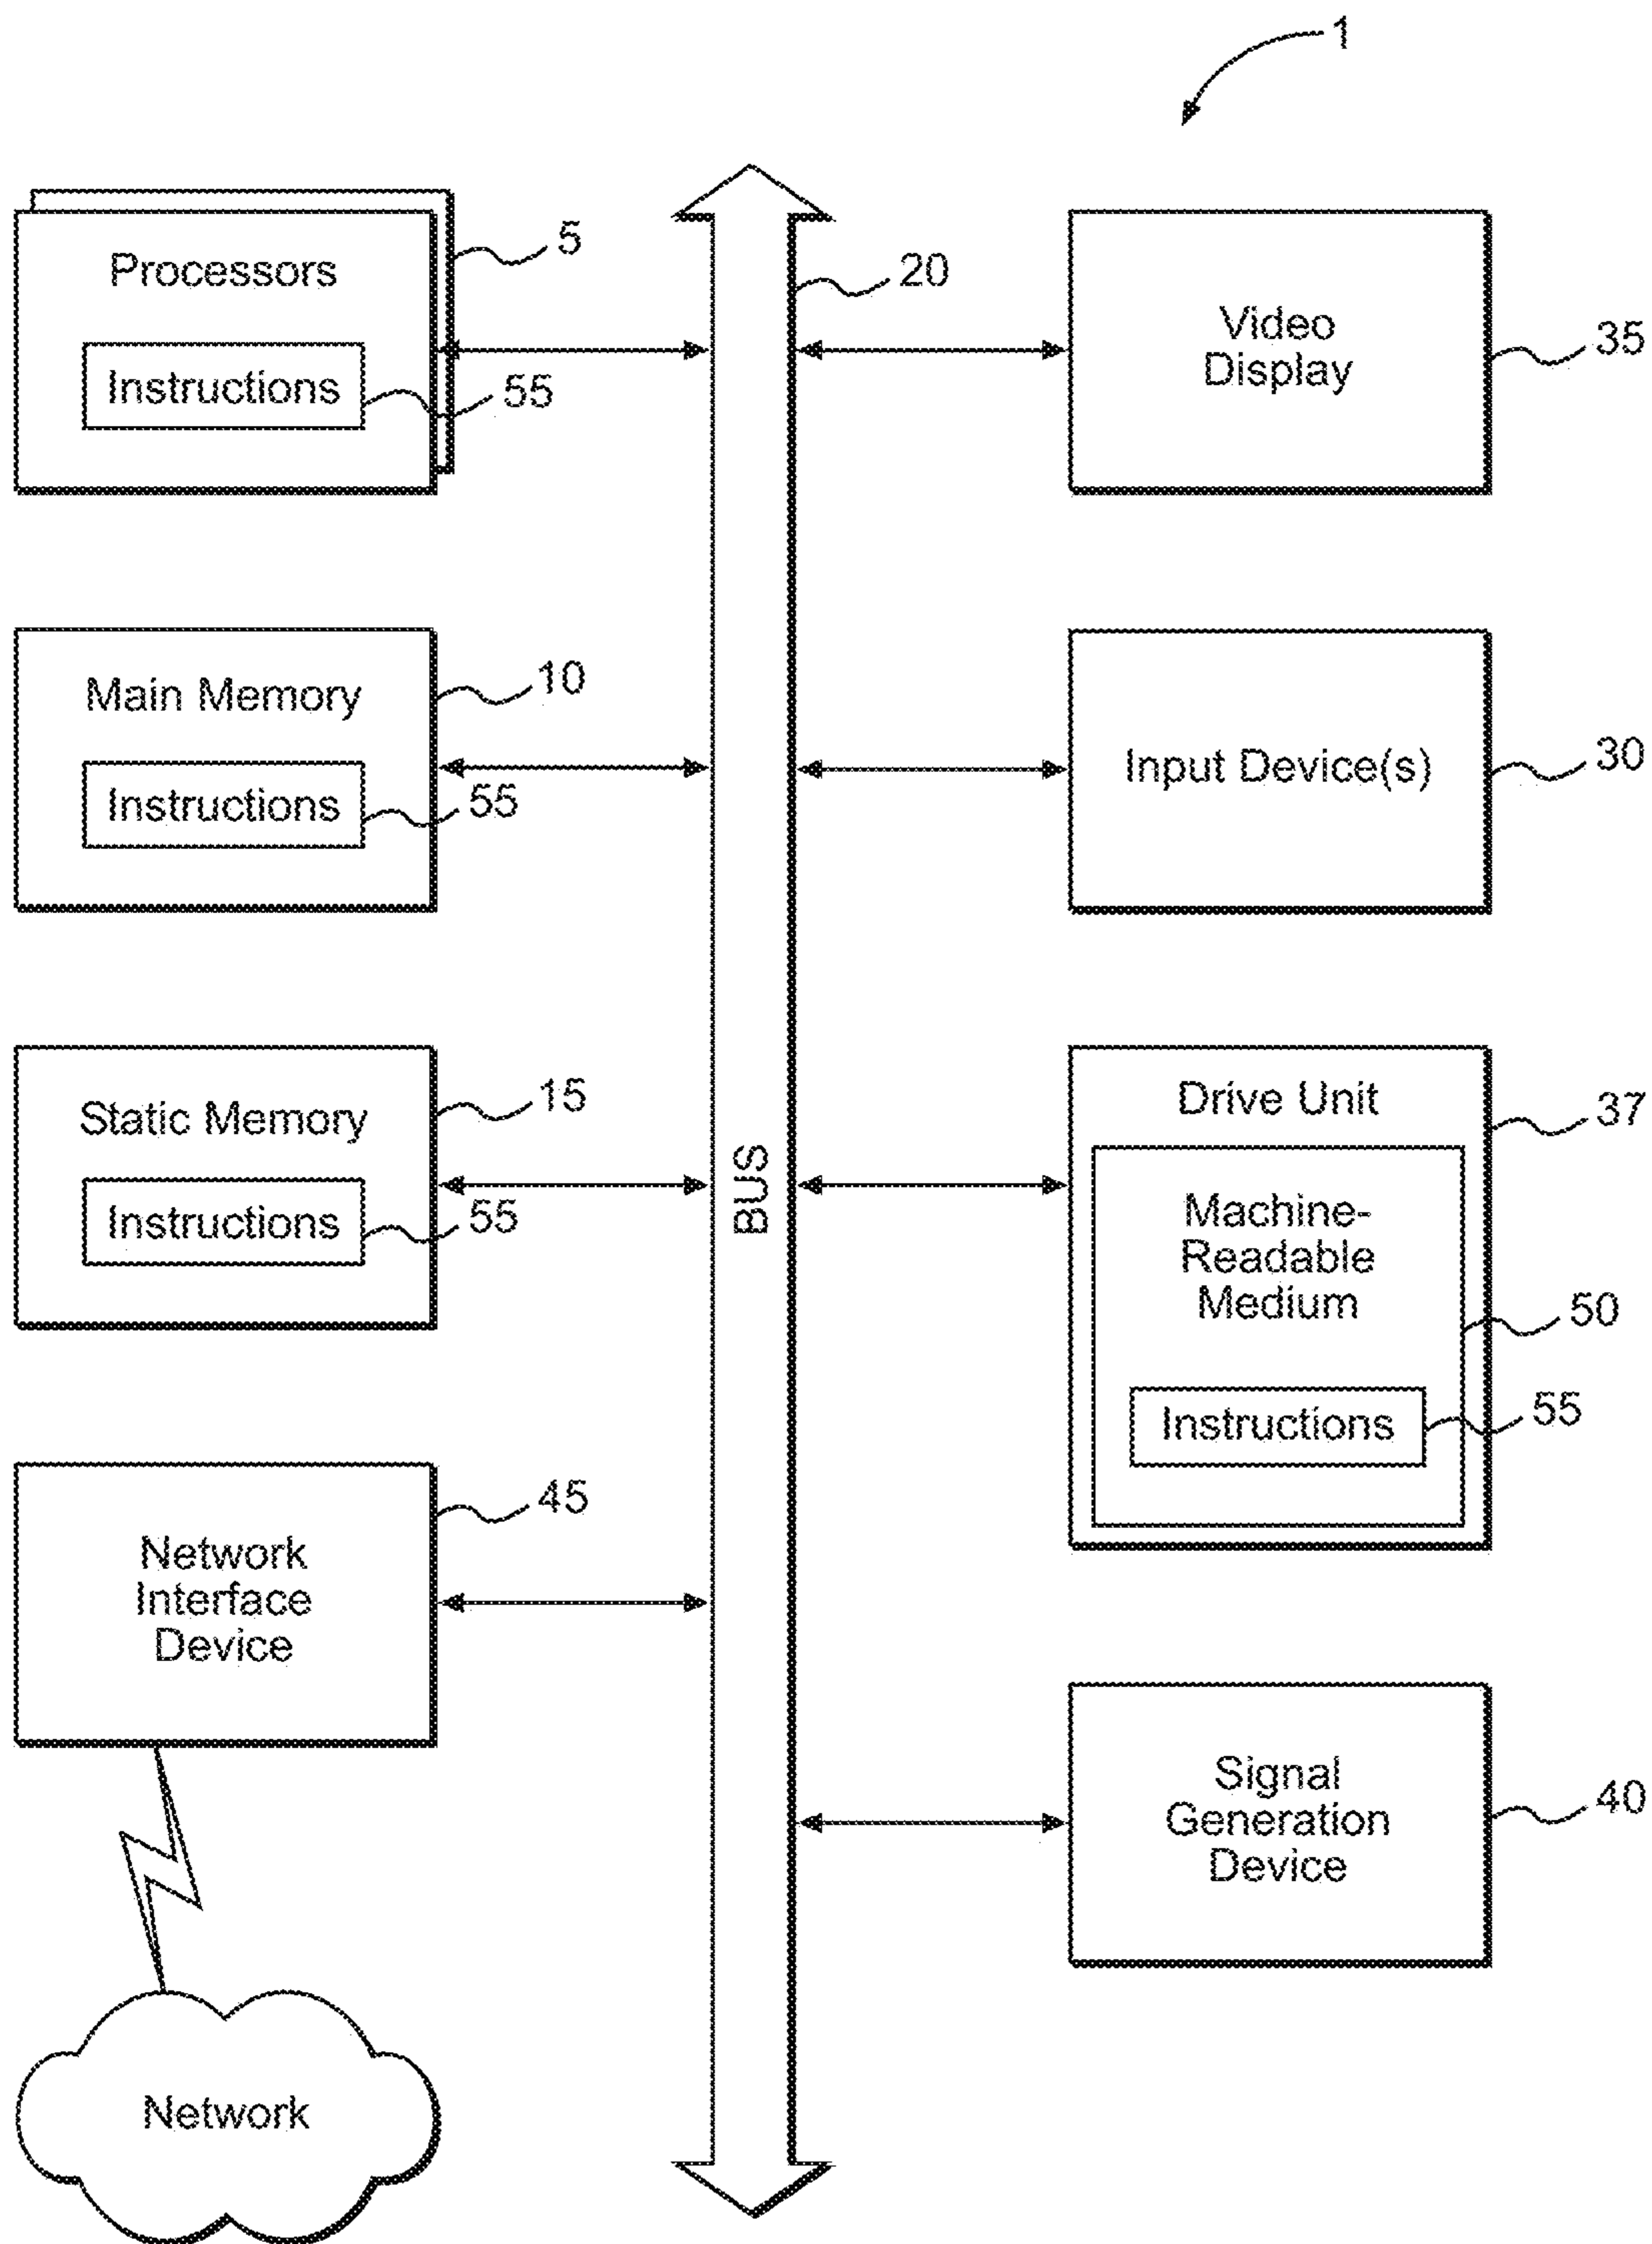 1
Processors
5
Instructions
55
20
Video
Display
35
Main Memory
10
Instructions
55
Input Device(s)
30
Static Memory
15
Instructions
55
BUS
Drive Unit
37
Machine-
Readable
Medium
50
Instructions
55
Network
Interface
Device
45
Signal
Generation
Device
40
Network